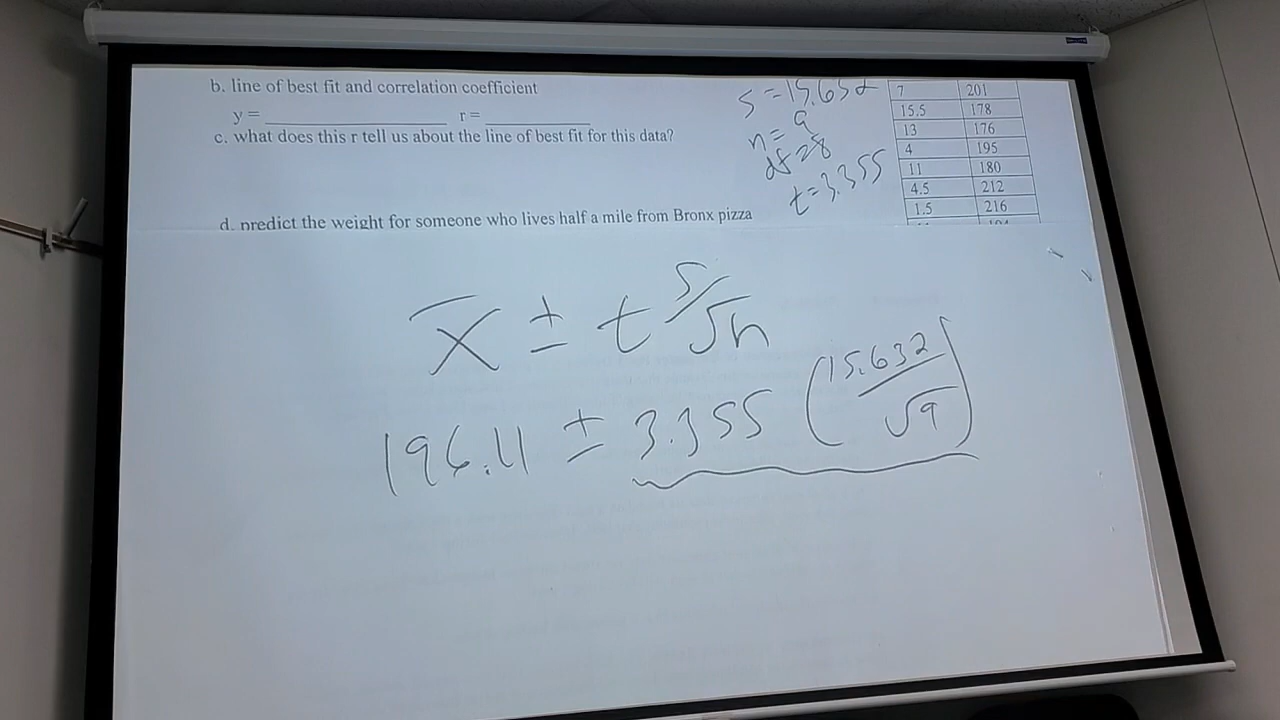 b. line of best fit and correlation coefficient
y = ____________________ r = ____________
c. what does this r tell us about the line of best fit for this data?
d. predict the weight for someone who lives half a mile from Bronx pizza
s = 15.632
n = 9
df = 8
t = 3.355
7 201
15.5 178
13 176
4 195
11 180
4.5 212
1.5 216
x̄ ± t s/√n
196.11 ± 3.355 (15.632/√9)